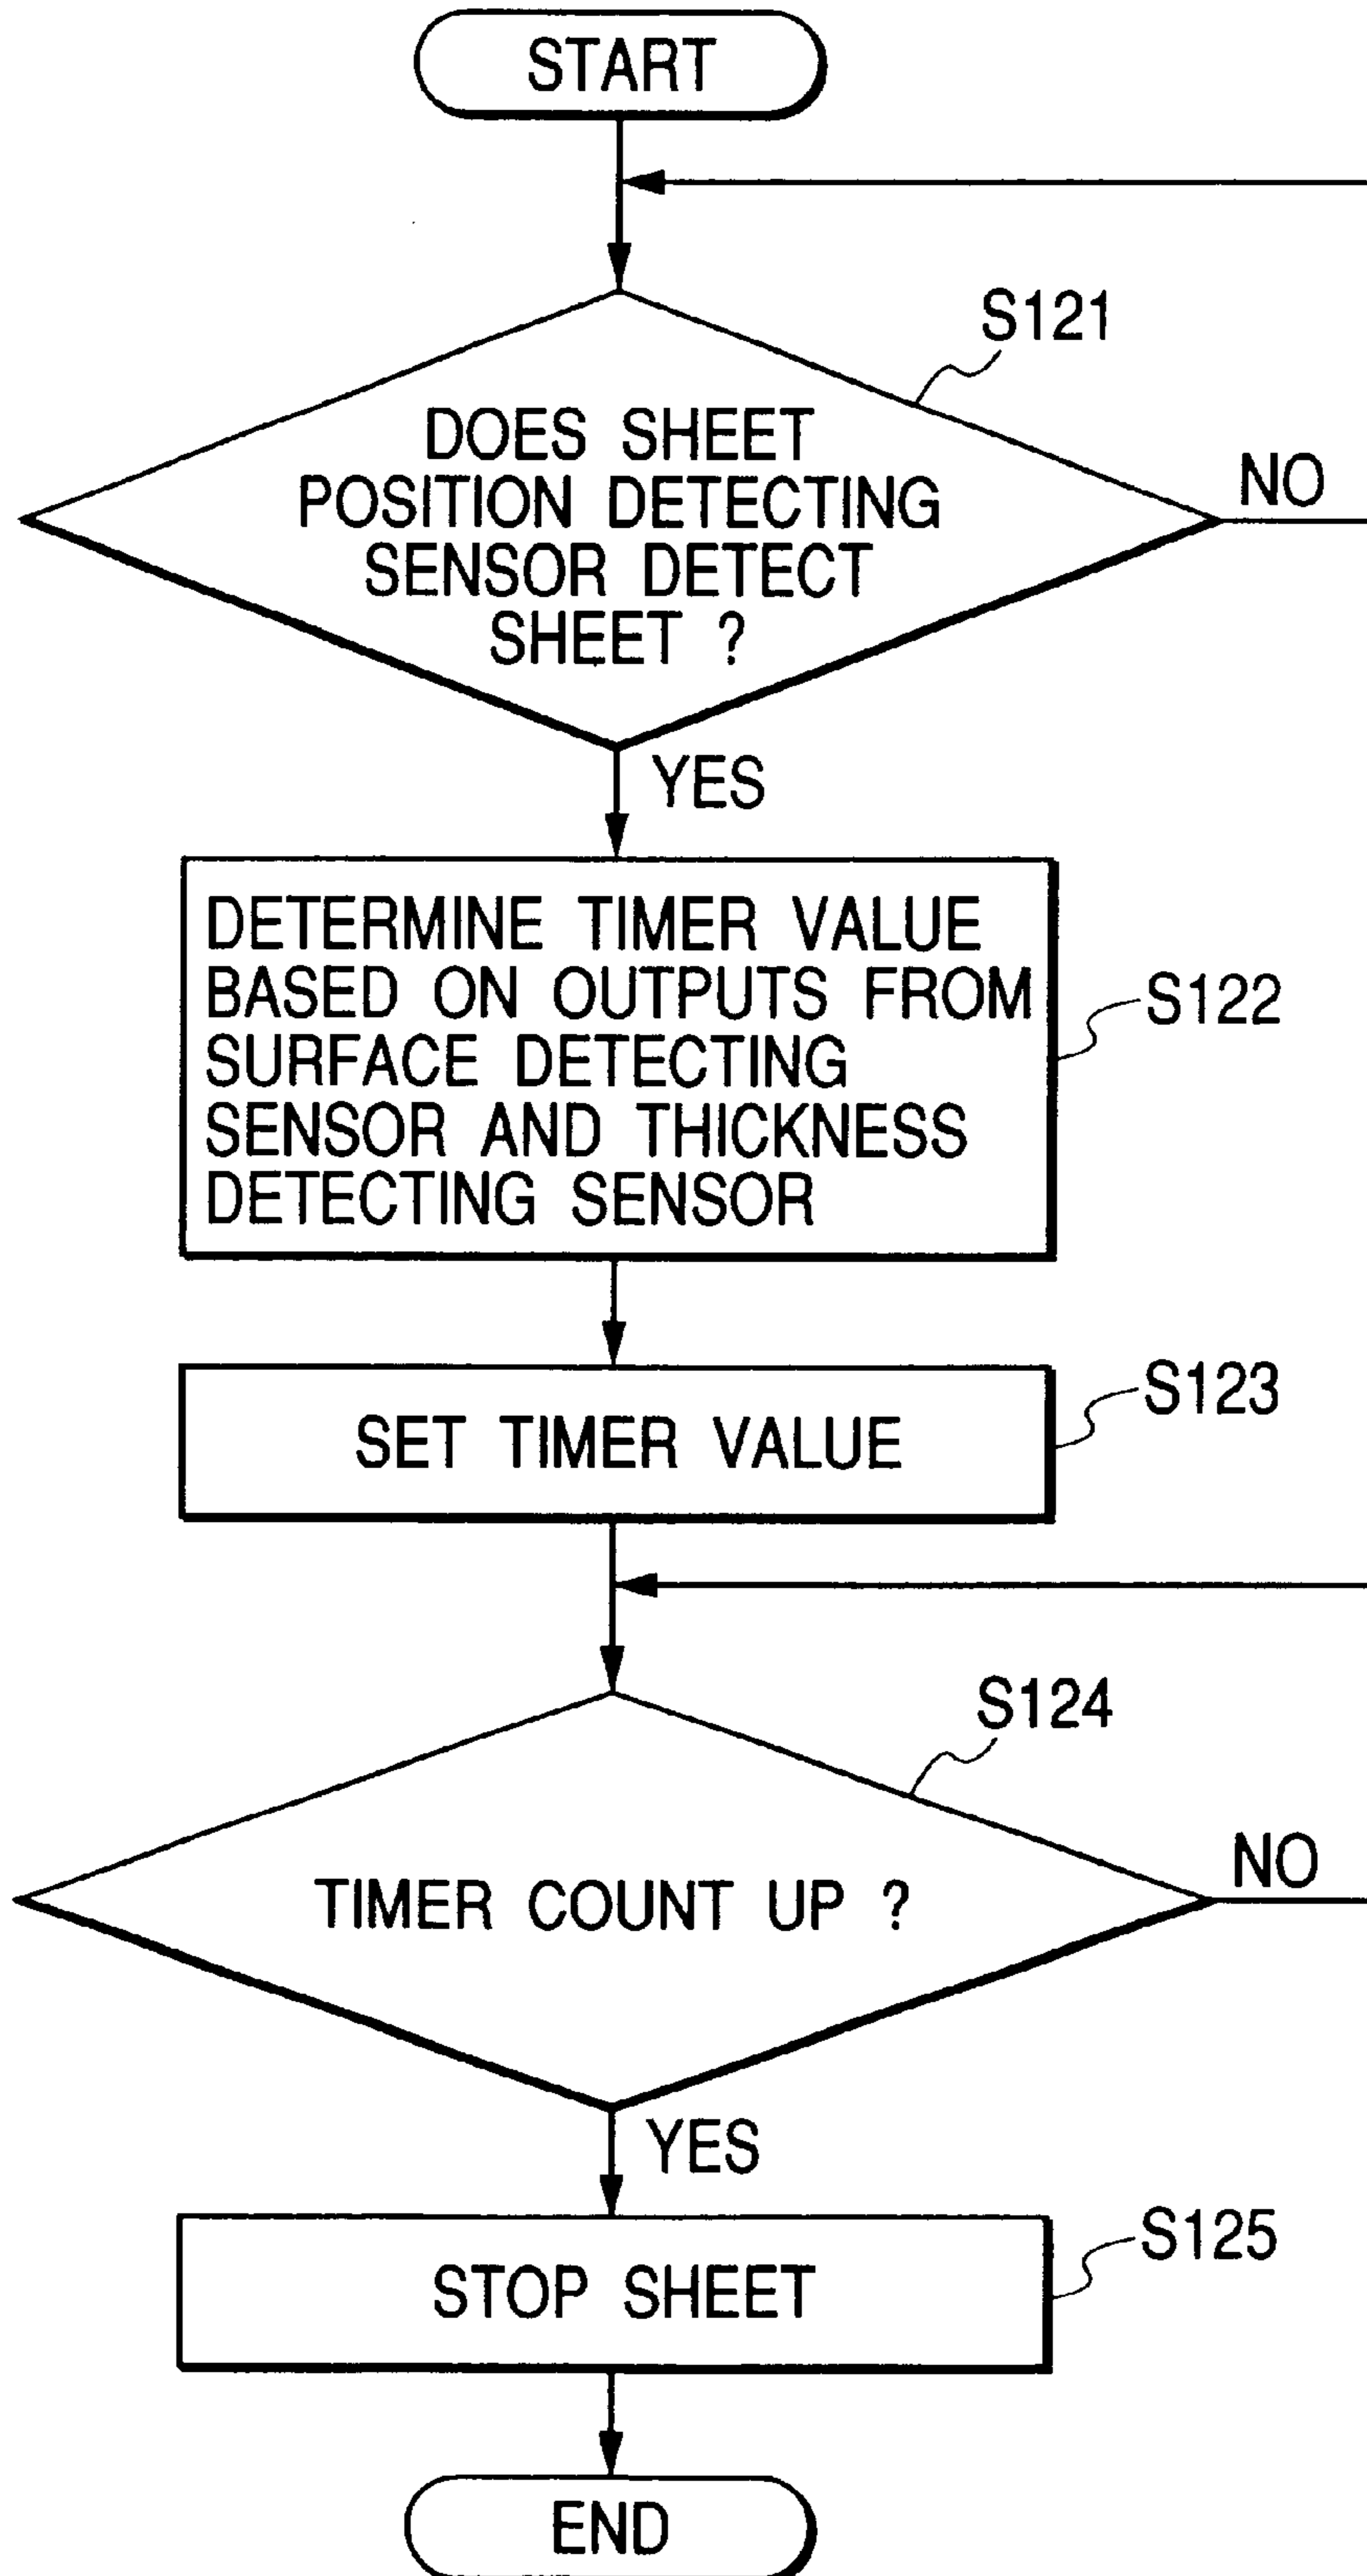 START
S121
DOES SHEET
POSITION DETECTING
SENSOR DETECT
SHEET ?
NO
YES
DETERMINE TIMER VALUE
BASED ON OUTPUTS FROM
SURFACE DETECTING
SENSOR AND THICKNESS
DETECTING SENSOR
S122
SET TIMER VALUE
S123
S124
TIMER COUNT UP ?
NO
YES
STOP SHEET
S125
END